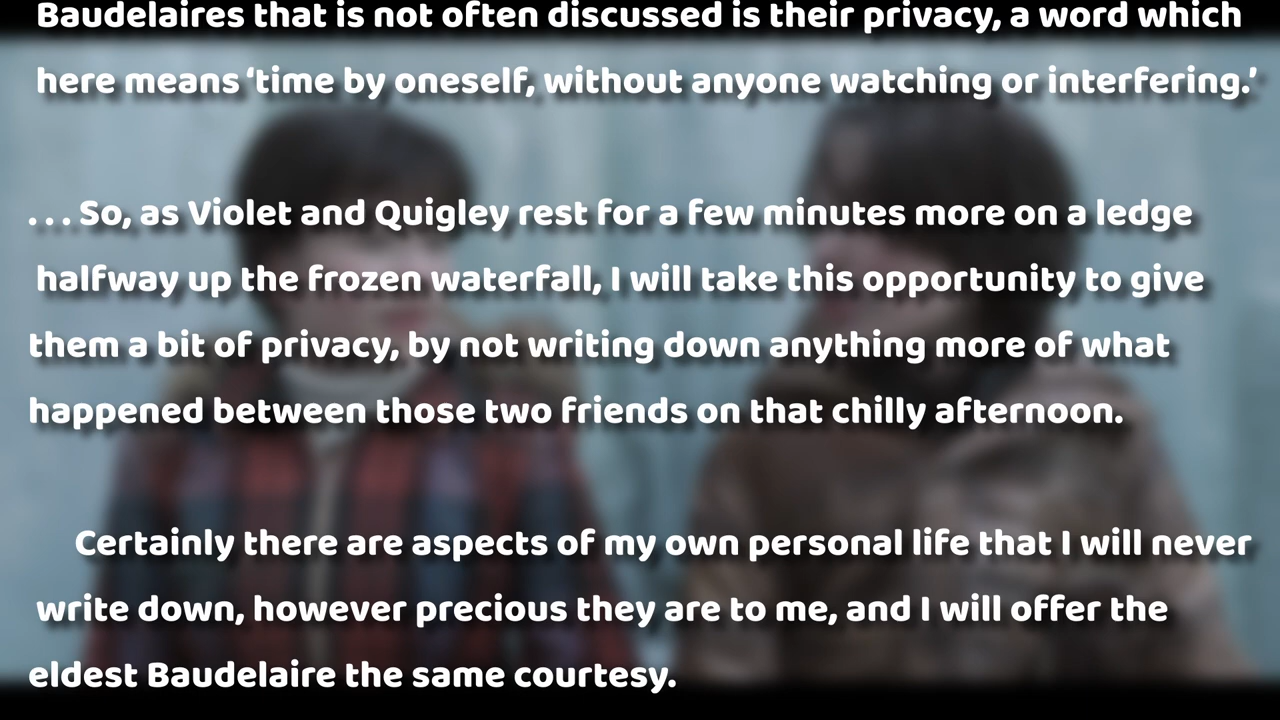 Baudelaires that is not often discussed is their privacy, a word which
here means ‘time by oneself, without anyone watching or interfering.’
. . . So, as Violet and Quigley rest for a few minutes more on a ledge
halfway up the frozen waterfall, I will take this opportunity to give
them a bit of privacy, by not writing down anything more of what
happened between those two friends on that chilly afternoon.
Certainly there are aspects of my own personal life that I will never
write down, however precious they are to me, and I will offer the
eldest Baudelaire the same courtesy.